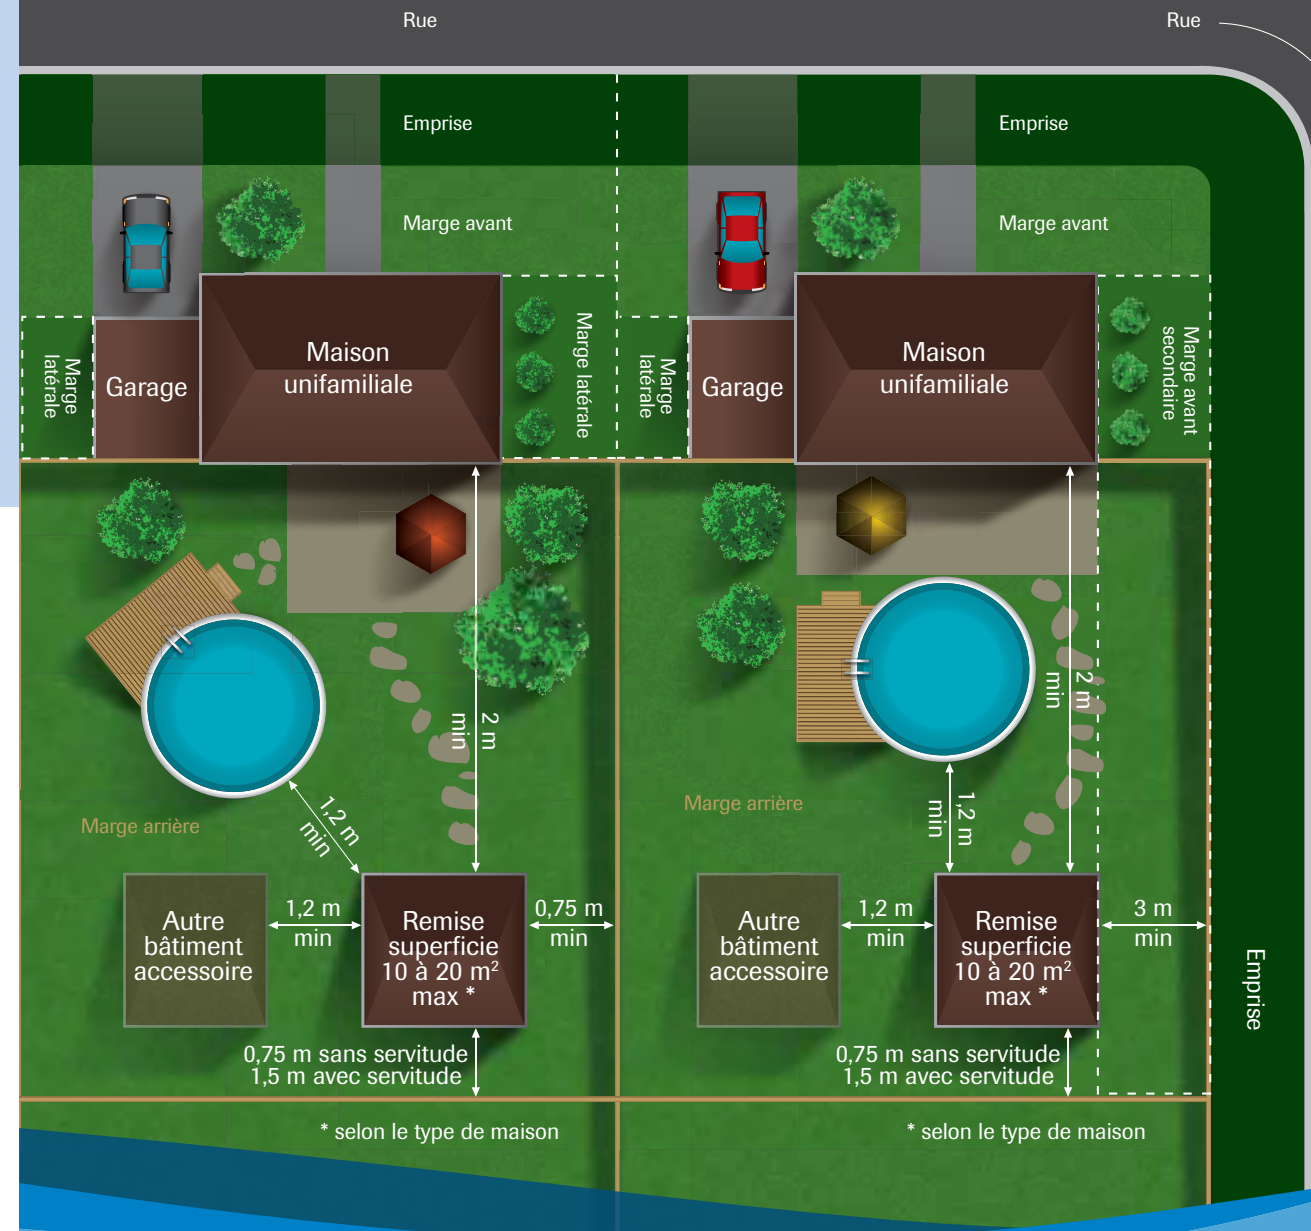 Rue
Rue
Emprise
Emprise
Marge avant
Marge avant
Marge
latérale
Garage
Maison
unifamiliale
Marge latérale
Marge
latérale
Garage
Maison
unifamiliale
Marge avant
secondaire
2 m
min
2 m
min
1,2 m
min
1,2 m
min
Marge arrière
Marge arrière
Autre
bâtiment
accessoire
1,2 m
min
Remise
superficie
10 à 20 m²
max *
0,75 m
min
Autre
bâtiment
accessoire
1,2 m
min
Remise
superficie
10 à 20 m²
max *
3 m
min
Emprise
0,75 m sans servitude
1,5 m avec servitude
0,75 m sans servitude
1,5 m avec servitude
* selon le type de maison
* selon le type de maison